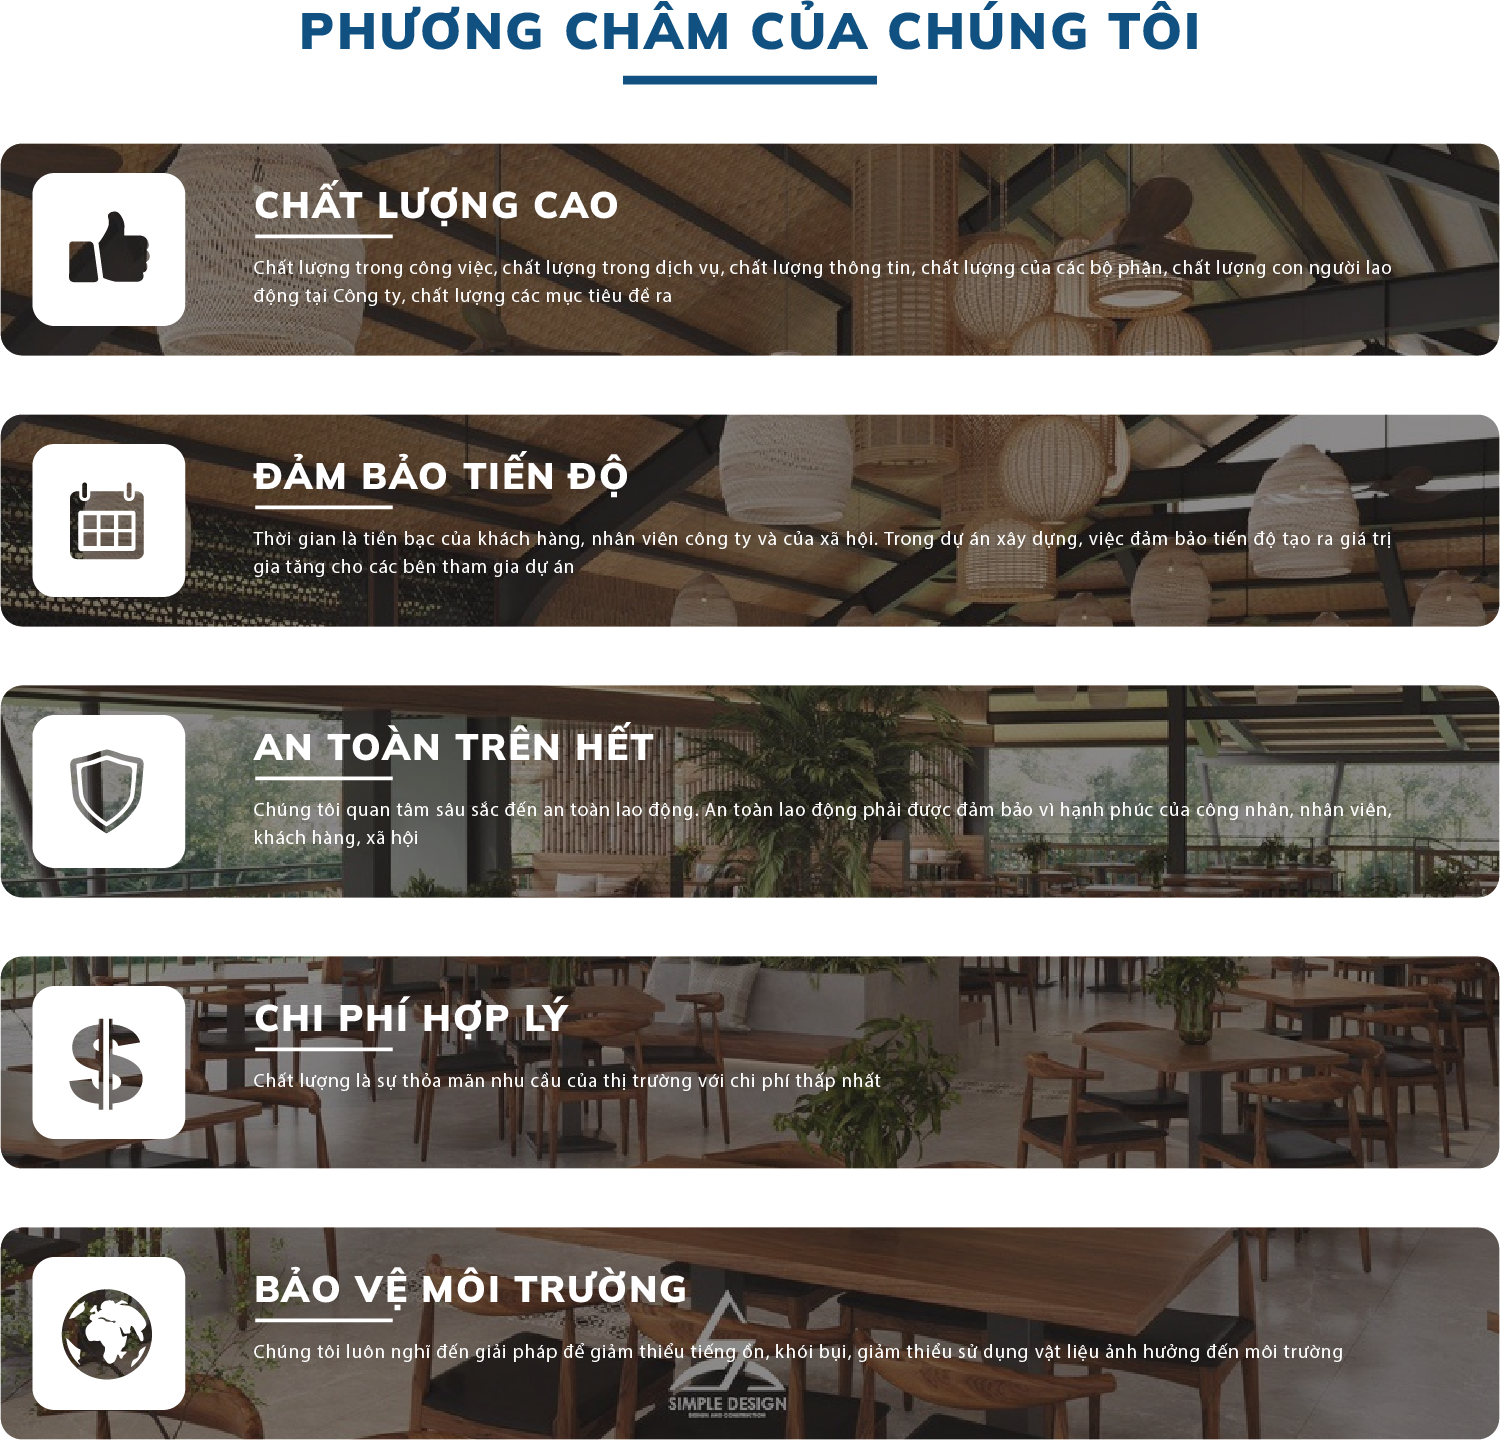 PHƯƠNG CHÂM CỦA CHÚNG TÔI
CHẤT LƯỢNG CAO
Chất lượng trong công việc, chất lượng trong dịch vụ, chất lượng thông tin, chất lượng của các bộ phận, chất lượng con người lao
động tại Công ty, chất lượng các mục tiêu đề ra
ĐẢM BẢO TIẾN ĐỘ
Thời gian là tiền bạc của khách hàng, nhân viên công ty và của xã hội. Trong dự án xây dựng, việc đảm bảo tiến độ tạo ra giá trị
gia tăng cho các bên tham gia dự án
AN TOÀN TRÊN HẾT
Chúng tôi quan tâm sâu sắc đến an toàn lao động. An toàn lao động phải được đảm bảo vì hạnh phúc của công nhân, nhân viên,
khách hàng, xã hội
CHI PHÍ HỢP LÝ
Chất lượng là sự thỏa mãn nhu cầu của thị trường với chi phí thấp nhất
BẢO VỆ MÔI TRƯỜNG
Chúng tôi luôn nghĩ đến giải pháp để giảm thiểu tiếng ồn, khói bụi, giảm thiểu sử dụng vật liệu ảnh hưởng đến môi trường
SIMPLE DESIGN
DESIGN AND CONSTRUCTION